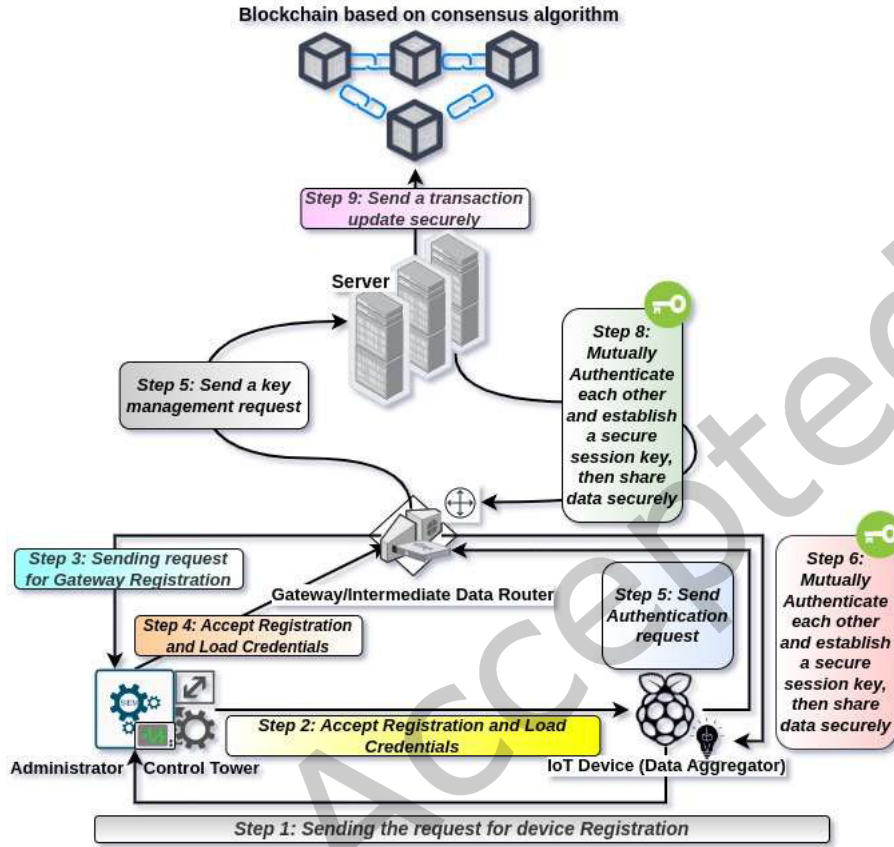 Blockchain based on consensus algorithm
Step 9: Send a transaction
update securely
Server
Step 8:
Mutually
Authenticate
each other
and establish
a secure
session key,
then share
data securely
Step 5: Send a key
management request
Step 3: Sending request
for Gateway Registration
Gateway/Intermediate Data Router
Step 4: Accept Registration
and Load Credentials
Step 5: Send
Authentication
request
Step 6:
Mutually
Authenticate
each other
and establish
a secure
session key,
then share
data securely
SIEM
Step 2: Accept Registration and Load
Credentials
Administrator
Control Tower
IoT Device (Data Aggregator)
Step 1: Sending the request for device Registration
Accepted